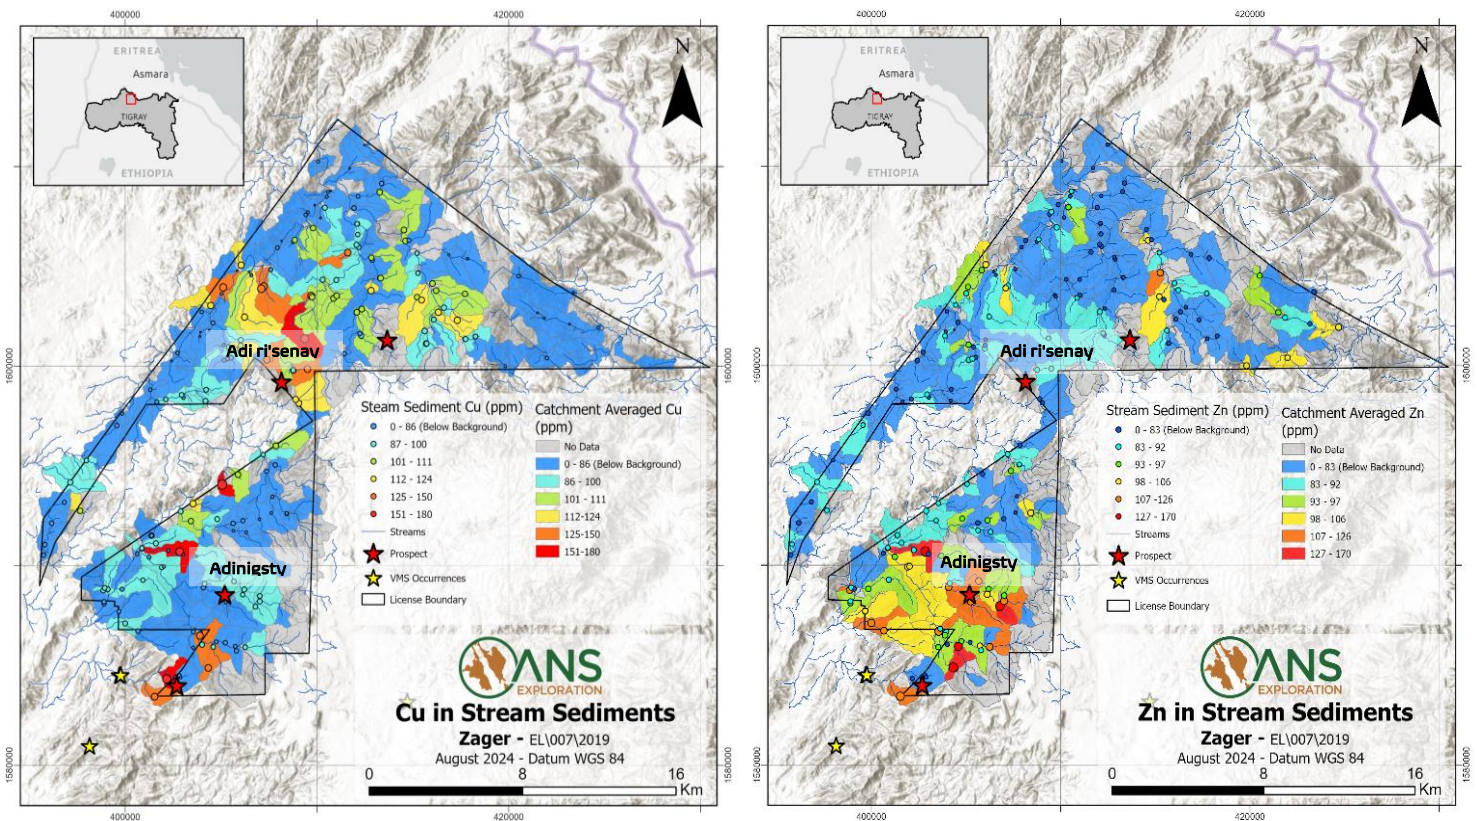 400000
420000
ERITREA
Asmara
TIGRAY
ETHIOPIA
N
1600000
1600000
Adi ri'senay
Steam Sediment Cu (ppm)
0 - 86 (Below Background)
87 - 100
101 - 111
112 - 124
125 - 150
151 - 180
Streams
Prospect
VMS Occurrences
License Boundary
Catchment Averaged Cu
(ppm)
No Data
0 - 86 (Below Background)
86 - 100
101 - 111
112-124
125-150
151-180
Adinigsty
ANS
EXPLORATION
Cu in Stream Sediments
Zager - EL\007\2019
August 2024 - Datum WGS 84
0
8
16
Km
1580000
1580000
400000
420000
400000
420000
ERITREA
Asmara
TIGRAY
ETHIOPIA
N
1600000
Adi ri'senay
Stream Sediment Zn (ppm)
0 - 83 (Below Background)
83 - 92
93 - 97
98 - 106
107 -126
127 - 170
Streams
Prospect
VMS Occurrences
License Boundary
Catchment Averaged Zn
(ppm)
No Data
0 - 83 (Below Background)
83 - 92
93 - 97
98 - 106
107 - 126
127 - 170
Adinigsty
ANS
EXPLORATION
Zn in Stream Sediments
Zager - EL\007\2019
August 2024 - Datum WGS 84
0
8
16
Km
1580000
400000
420000